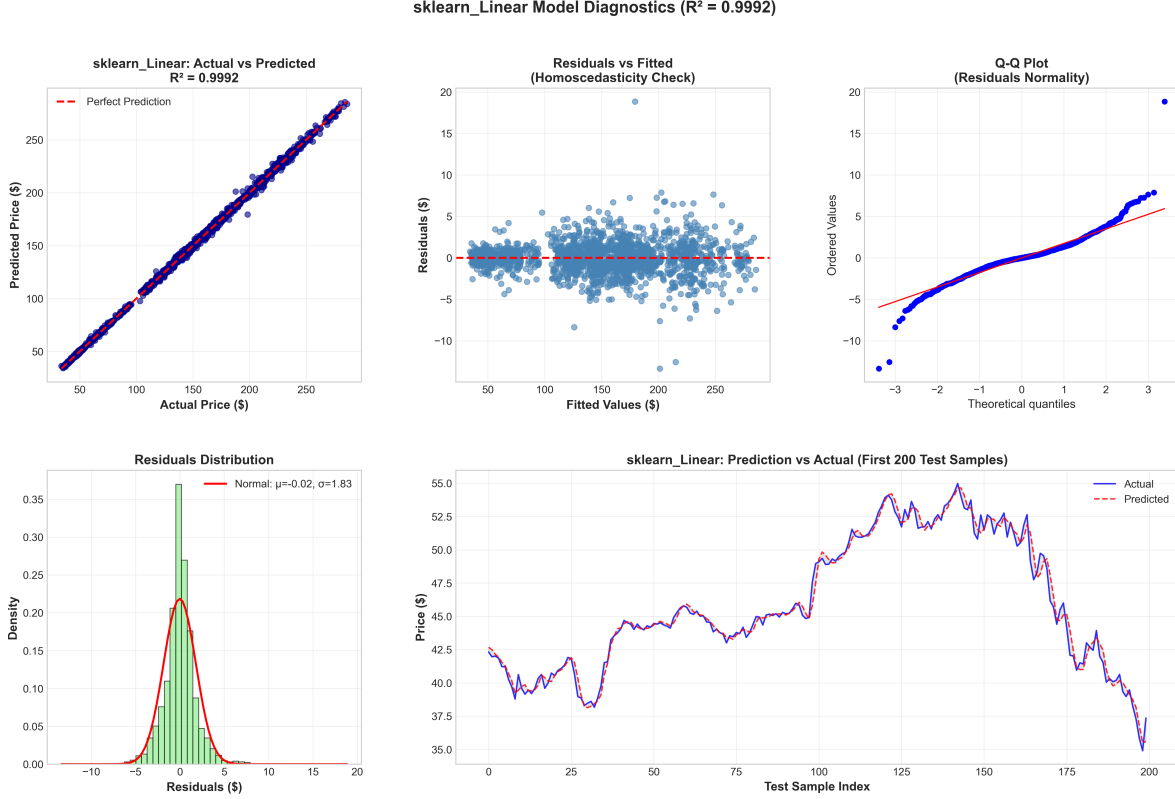 sklearn_Linear Model Diagnostics (R² = 0.9992)
sklearn_Linear: Actual vs Predicted
R² = 0.9992
Perfect Prediction
Predicted Price ($)
250
200
150
100
50
50 100 150 200 250
Actual Price ($)
Residuals vs Fitted
(Homoscedasticity Check)
Residuals ($)
20
15
10
5
0
−5
−10
50 100 150 200 250
Fitted Values ($)
Q-Q Plot
(Residuals Normality)
Ordered Values
20
15
10
5
0
−5
−10
−3 −2 −1 0 1 2 3
Theoretical quantiles
Residuals Distribution
Normal: μ=-0.02, σ=1.83
Density
0.35
0.30
0.25
0.20
0.15
0.10
0.05
0.00
−10 −5 0 5 10 15 20
Residuals ($)
sklearn_Linear: Prediction vs Actual (First 200 Test Samples)
Actual
Predicted
Price ($)
55.0
52.5
50.0
47.5
45.0
42.5
40.0
37.5
35.0
0 25 50 75 100 125 150 175 200
Test Sample Index